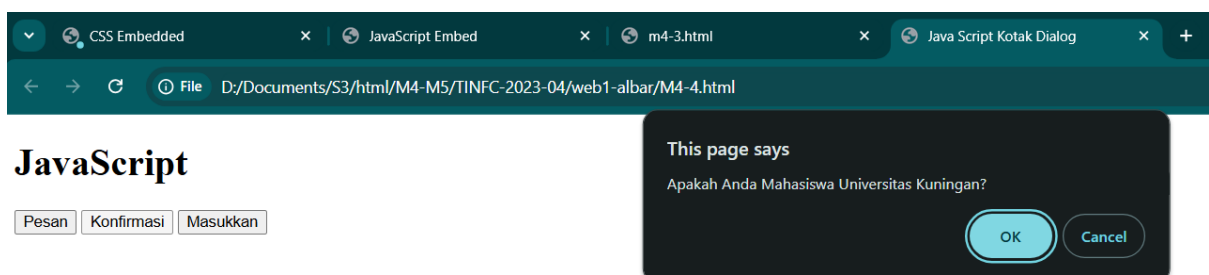 CSS Embedded
JavaScript Embed
m4-3.html
Java Script Kotak Dialog
File D:/Documents/S3/html/M4-M5/TINFC-2023-04/web1-albar/M4-4.html
This page says
Apakah Anda Mahasiswa Universitas Kuningan?
OK Cancel
JavaScript
Pesan Konfirmasi Masukkan